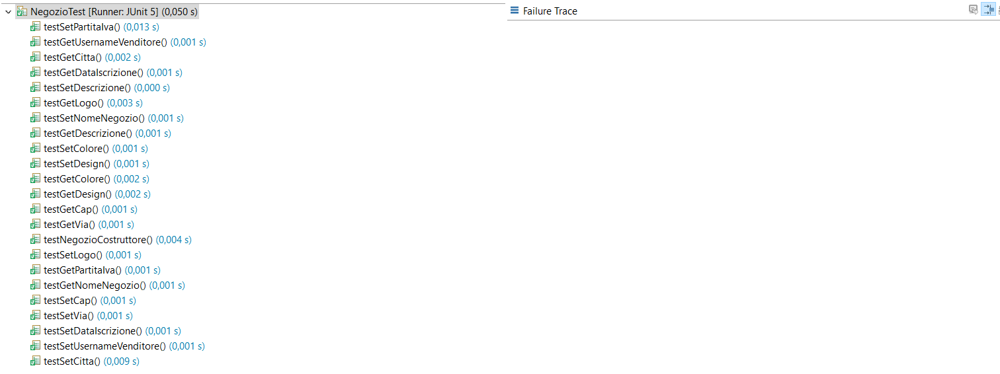 NegozioTest [Runner: JUnit 5] (0,050 s)
testSetPartitaIva() (0,013 s)
testGetUsernameVenditore() (0,001 s)
testGetCitta() (0,002 s)
testGetDataIscrizione() (0,001 s)
testSetDescrizione() (0,000 s)
testGetLogo() (0,003 s)
testSetNomeNegozio() (0,001 s)
testGetDescrizione() (0,001 s)
testSetColore() (0,001 s)
testSetDesign() (0,001 s)
testGetColore() (0,002 s)
testGetDesign() (0,002 s)
testGetCap() (0,001 s)
testGetVia() (0,001 s)
testNegozioCostruttore() (0,004 s)
testSetLogo() (0,001 s)
testGetPartitaIva() (0,001 s)
testGetNomeNegozio() (0,001 s)
testSetCap() (0,001 s)
testSetVia() (0,001 s)
testSetDataIscrizione() (0,001 s)
testSetUsernameVenditore() (0,001 s)
testSetCitta() (0,009 s)
Failure Trace